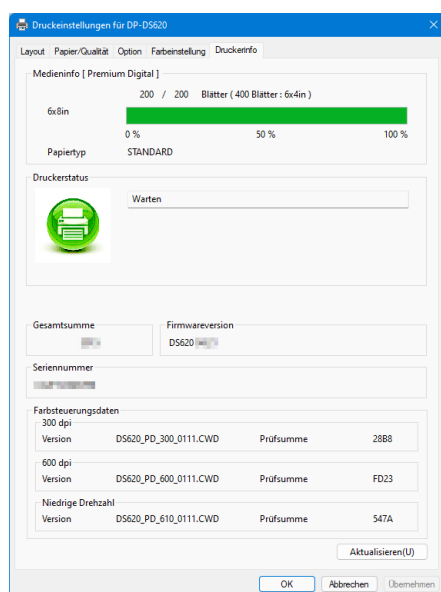 Druckeinstellungen für DP-DS620
Layout Papier/Qualität Option Farbeinstellung Druckerinfo
Medieninfo [ Premium Digital ]
200 / 200 Blätter ( 400 Blätter : 6x4in )
6x8in
0 % 50 % 100 %
Papiertyp STANDARD
Druckerstatus
Warten
Gesamtsumme Firmwareversion
DS620
Seriennummer
Farbsteuerungsdaten
300 dpi
Version DS620_PD_300_0111.CWD Prüfsumme 28B8
600 dpi
Version DS620_PD_600_0111.CWD Prüfsumme FD23
Niedrige Drehzahl
Version DS620_PD_610_0111.CWD Prüfsumme 547A
Aktualisieren(U)
OK Abbrechen Übernehmen